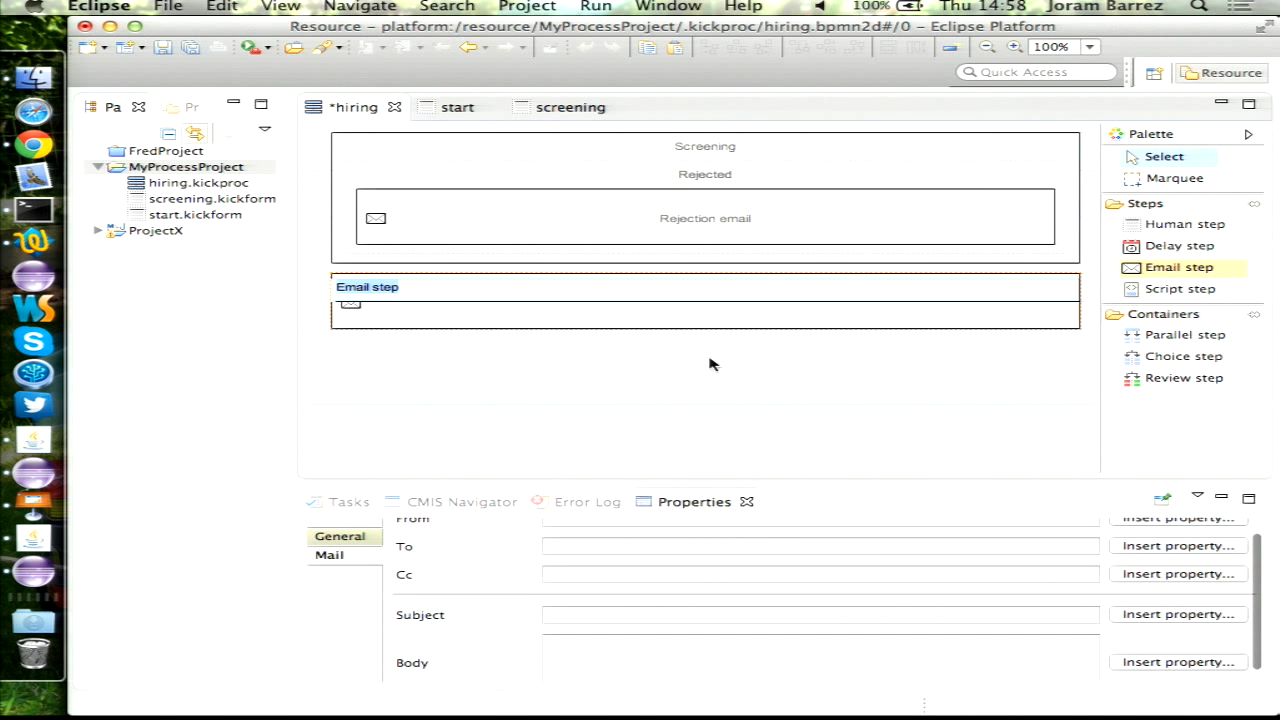 Eclipse File Edit View Navigate Search Project Run Window Help 100% Thu 14:58 Joram Barrez
Resource - platform:/resource/MyProcessProject/.kickproc/hiring.bpmn2d#/0 - Eclipse Platform
100%
Quick Access
Resource
Pa
Pr
*hiring
start
screening
FredProject
MyProcessProject
hiring.kickproc
screening.kickform
start.kickform
ProjectX
Screening
Rejected
Rejection email
Email step
Palette
Select
Marquee
Steps
Human step
Delay step
Email step
Script step
Containers
Parallel step
Choice step
Review step
Tasks
CMIS Navigator
Error Log
Properties
General
Mail
From
Insert property...
To
Insert property...
Cc
Insert property...
Subject
Insert property...
Body
Insert property...